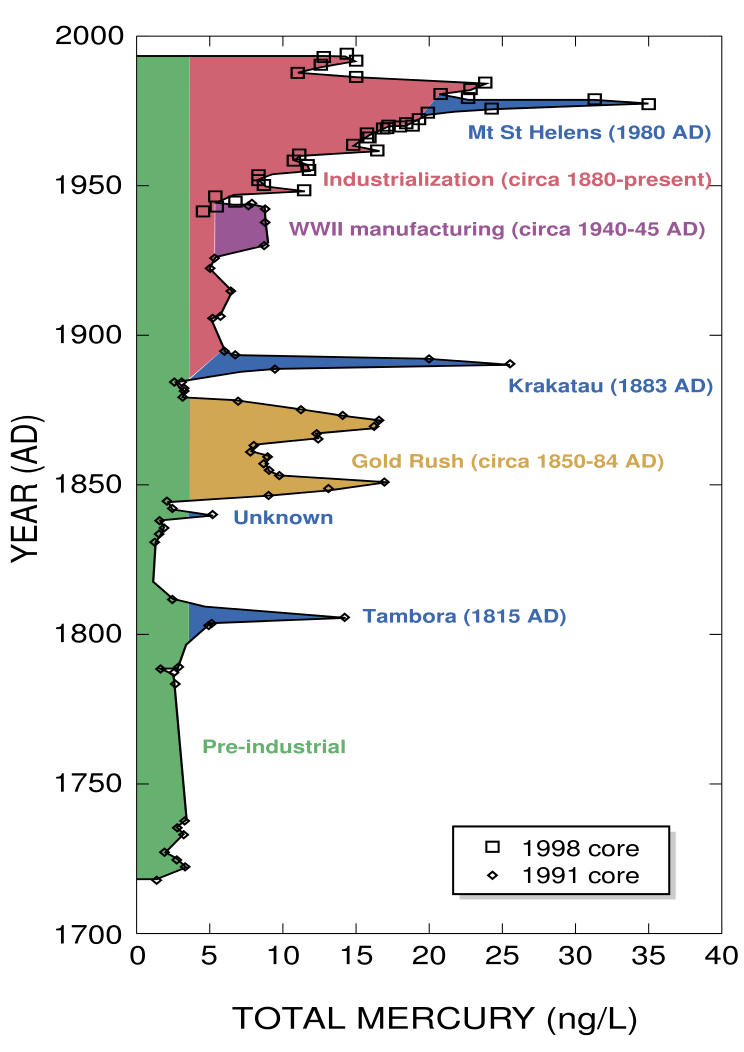 2000
Mt St Helens (1980 AD)
Industrialization (circa 1880-present)
1950
WWII manufacturing (circa 1940-45 AD)
1900
Krakatau (1883 AD)
Gold Rush (circa 1850-84 AD)
1850
Unknown
Tambora (1815 AD)
1800
Pre-industrial
1750
1998 core
1991 core
1700
0 5 10 15 20 25 30 35 40
YEAR (AD)
TOTAL MERCURY (ng/L)